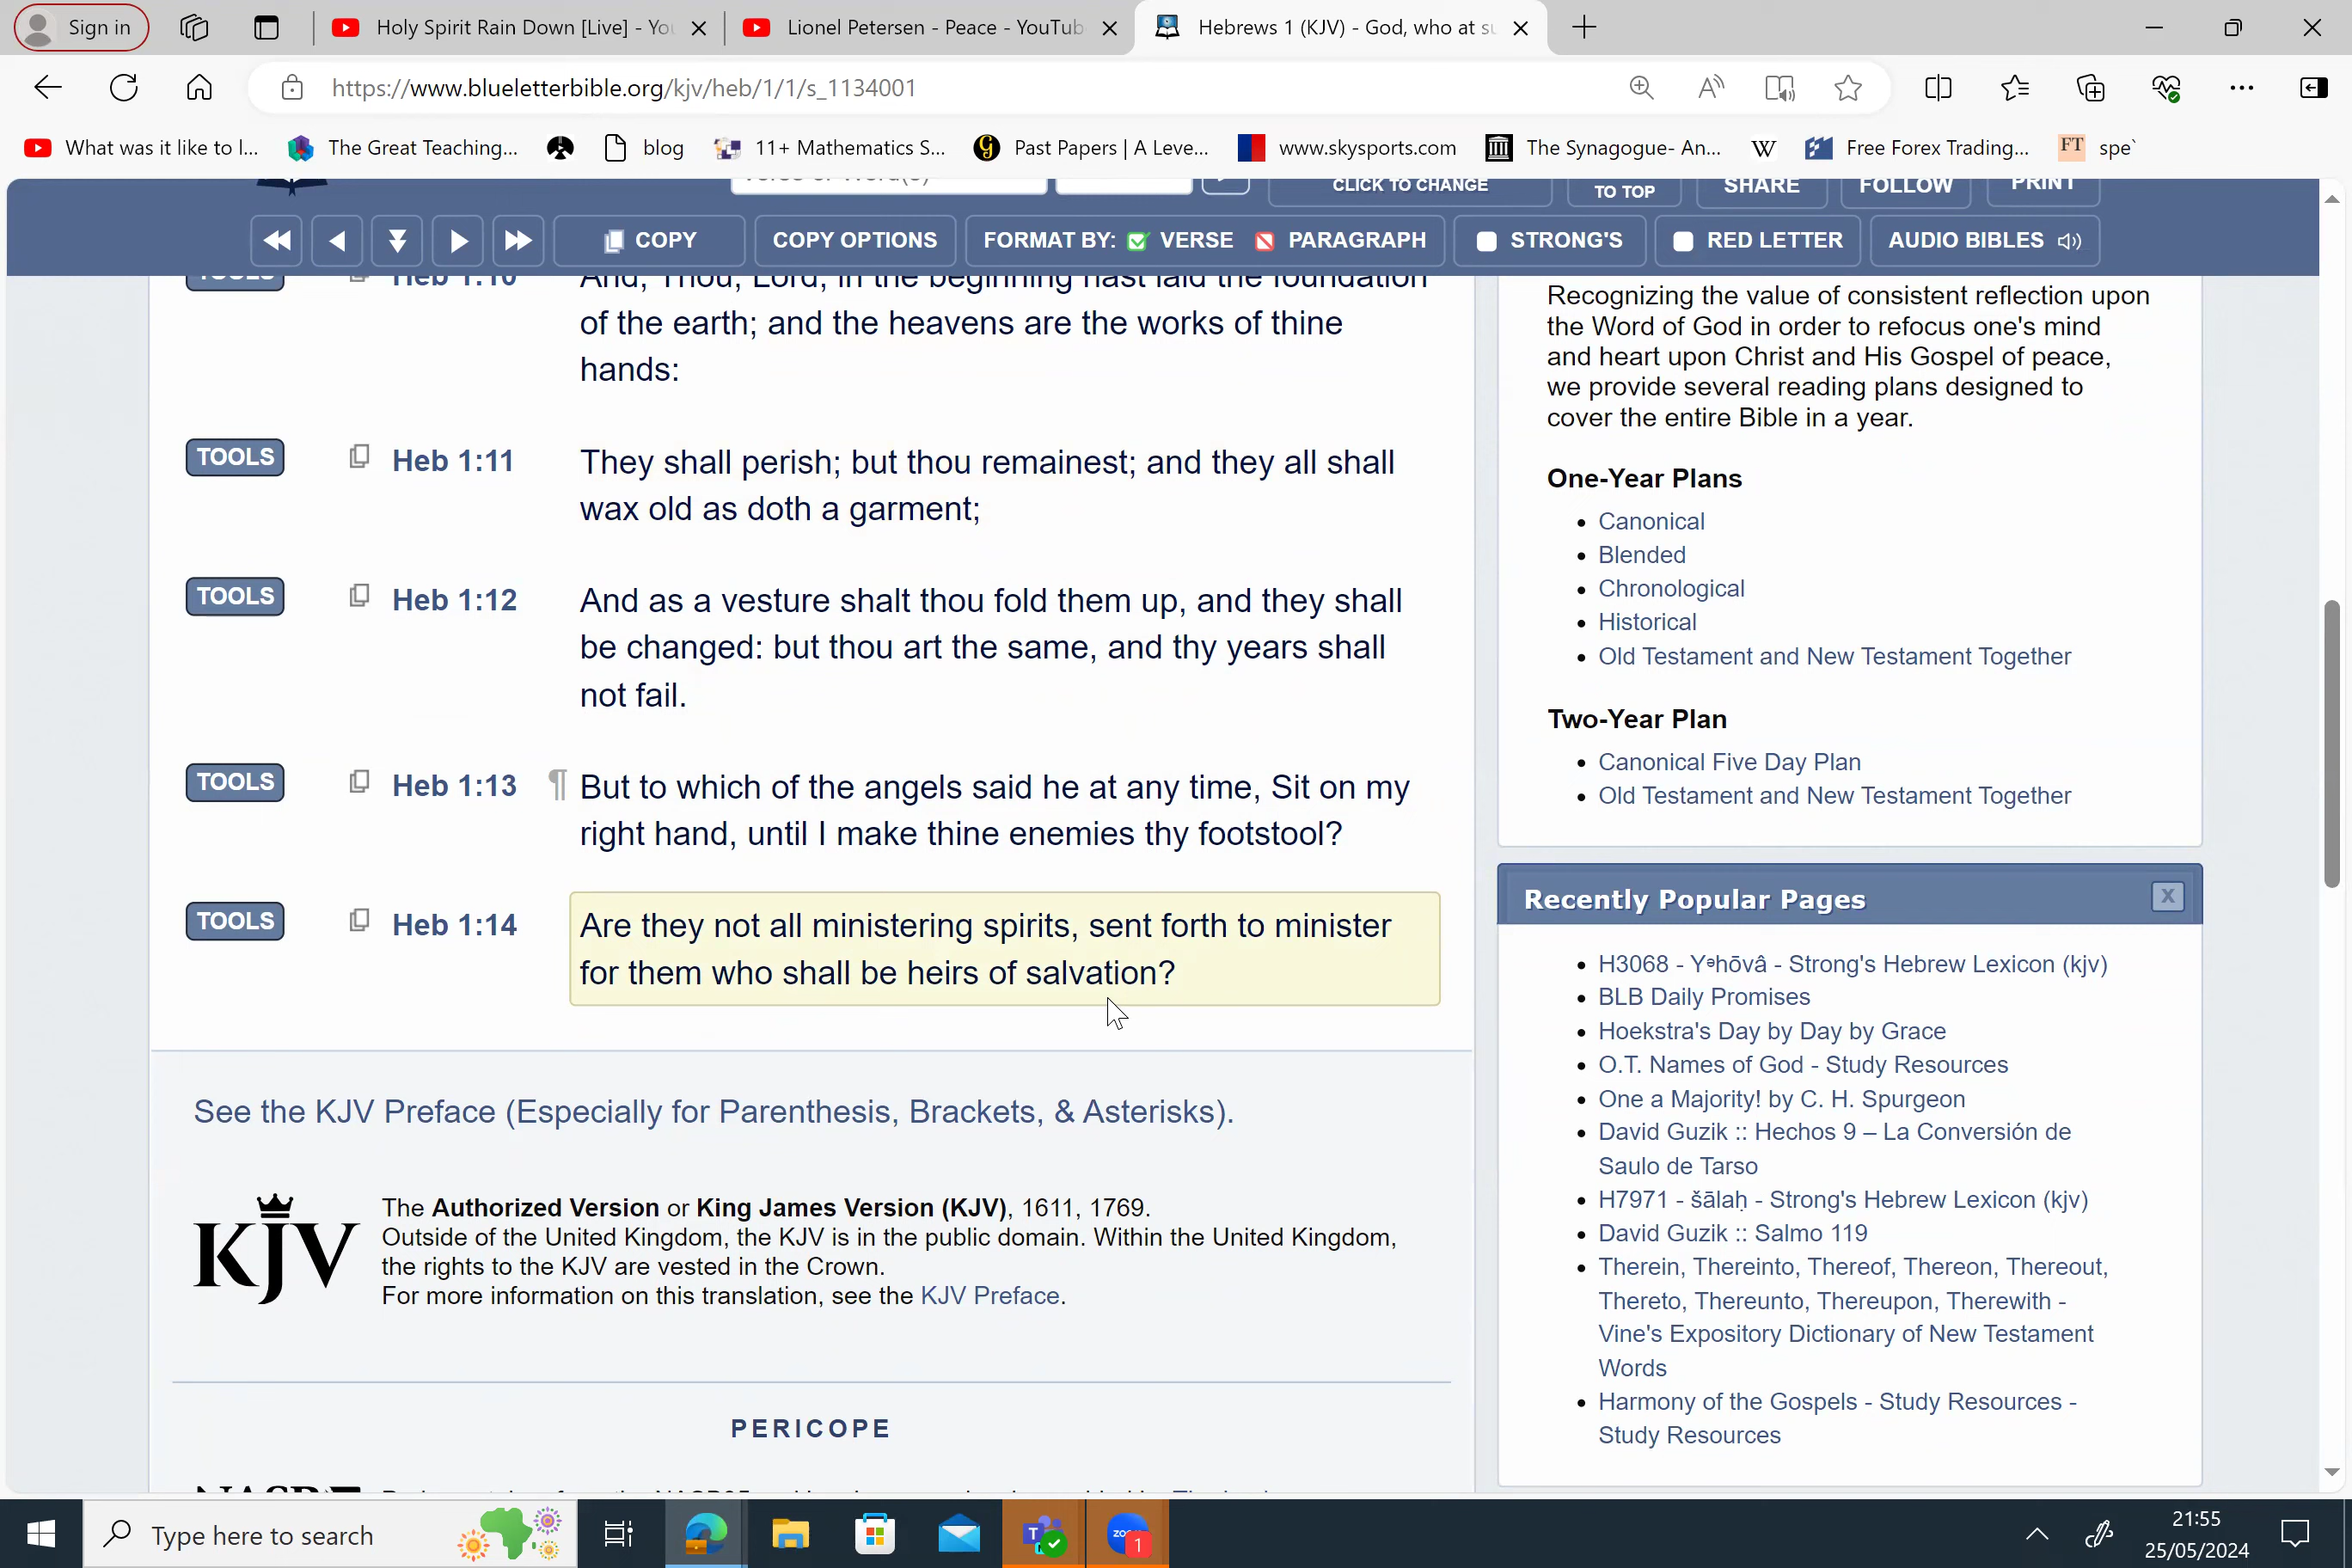 Sign in
Holy Spirit Rain Down [Live] - Yo
Lionel Petersen - Peace - YouTub
Hebrews 1 (KJV) - God, who at su
https://www.blueletterbible.org/kjv/heb/1/1/s_1134001
What was it like to l...
The Great Teaching...
blog
11+ Mathematics S...
Past Papers | A Leve...
www.skysports.com
The Synagogue- An...
W
Free Forex Trading...
FT
spe`
CLICK TO CHANGE
TO TOP
SHARE
FOLLOW
PRINT
COPY
COPY OPTIONS
FORMAT BY: VERSE PARAGRAPH
STRONG'S
RED LETTER
AUDIO BIBLES
TOOLS Heb 1:10 And, Thou, Lord, in the beginning hast laid the foundation
of the earth; and the heavens are the works of thine
hands:
TOOLS Heb 1:11 They shall perish; but thou remainest; and they all shall
wax old as doth a garment;
TOOLS Heb 1:12 And as a vesture shalt thou fold them up, and they shall
be changed: but thou art the same, and thy years shall
not fail.
TOOLS Heb 1:13 ¶ But to which of the angels said he at any time, Sit on my
right hand, until I make thine enemies thy footstool?
TOOLS Heb 1:14 Are they not all ministering spirits, sent forth to minister
for them who shall be heirs of salvation?
See the KJV Preface (Especially for Parenthesis, Brackets, & Asterisks).
KJV
The Authorized Version or King James Version (KJV), 1611, 1769.
Outside of the United Kingdom, the KJV is in the public domain. Within the United Kingdom,
the rights to the KJV are vested in the Crown.
For more information on this translation, see the KJV Preface.
PERICOPE
Recognizing the value of consistent reflection upon
the Word of God in order to refocus one's mind
and heart upon Christ and His Gospel of peace,
we provide several reading plans designed to
cover the entire Bible in a year.
One-Year Plans
Canonical
Blended
Chronological
Historical
Old Testament and New Testament Together
Two-Year Plan
Canonical Five Day Plan
Old Testament and New Testament Together
Recently Popular Pages
X
H3068 - Yᵊhōvâ - Strong's Hebrew Lexicon (kjv)
BLB Daily Promises
Hoekstra's Day by Day by Grace
O.T. Names of God - Study Resources
One a Majority! by C. H. Spurgeon
David Guzik :: Hechos 9 – La Conversión de
Saulo de Tarso
H7971 - šālaḥ - Strong's Hebrew Lexicon (kjv)
David Guzik :: Salmo 119
Therein, Thereinto, Thereof, Thereon, Thereout,
Thereto, Thereunto, Thereupon, Therewith -
Vine's Expository Dictionary of New Testament
Words
Harmony of the Gospels - Study Resources -
Study Resources
Type here to search
zoom
1
21:55
25/05/2024